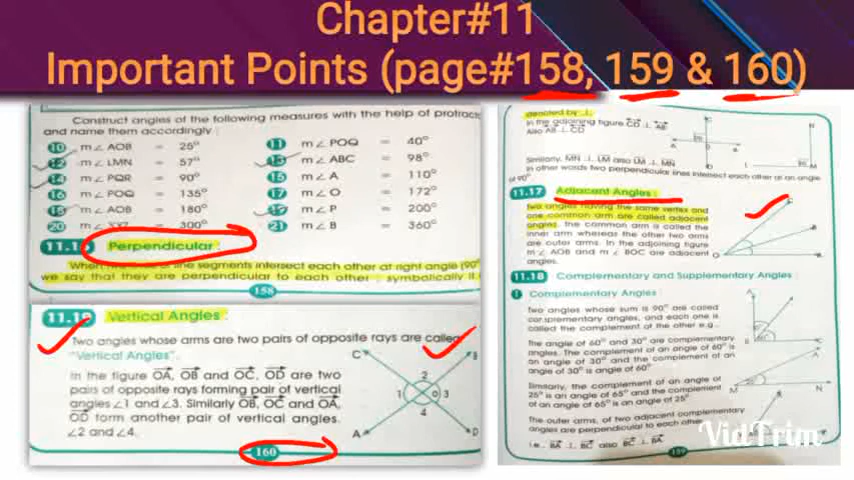 Chapter#11
Important Points (page#158, 159 & 160)
Construct angles of the following measures with the help of protract
and name them accordingly
10 m∠ AOB = 25°
11 m∠ POQ = 40°
12 m∠ LMN = 57°
13 m∠ ABC = 98°
14 m∠ PQR = 90°
15 m∠ A = 110°
16 m∠ POQ = 135°
17 m∠ O = 172°
m∠ AOB = 180°
m∠ P = 200°
20 m∠ = 300°
21 m∠ B = 360°
Perpendicular
line segments intersect each other at right angle (90°
we say that they are perpendicular to each other : symbolically it
158
11.19 Vertical Angles :
Two angles whose arms are two pairs of opposite rays are called
"Vertical Angles".
In the figure OA, OB and OC, OD are two
pairs of opposite rays forming pair of vertical
angles ∠1 and ∠3. Similarly OB, OC and OA,
OD form another pair of vertical angles.
∠2 and ∠4.
C B
2
1 O 3
4
A D
160
denoted by ⊥
In the adjoining figure CD ⊥ AB
Also AB ⊥ CD
Similarly, MN ⊥ LM also LM ⊥ MN
In other words two perpendicular lines intersect each other at an angle
of 90°
11.17 Adjacent Angles :
Two angles having the same vertex and
one common arm are called adjacent
angles. The common arm is called the
inner arm whereas the other two arms
are outer arms. In the adjoining figure
m∠ AOB and m∠ BOC are adjacent
angles.
11.18 Complementary and Supplementary Angles :
Complementary Angles :
Two angles whose sum is 90° are called
complementary angles, and each one is
called the complement of the other e.g.,
The angle of 60° and 30° are complementary
angles. The complement of an angle of 60° is
an angle of 30° and the complement of an
angle of 30° is angle of 60°
Similarly, the complement of an angle of
25° is an angle of 65° and the complement
of an angle of 65° is an angle of 25°
The outer arms, of two adjacent complementary
angles are perpendicular to each other
i.e., BA ⊥ BC also BC ⊥ BA
159
VidTrim